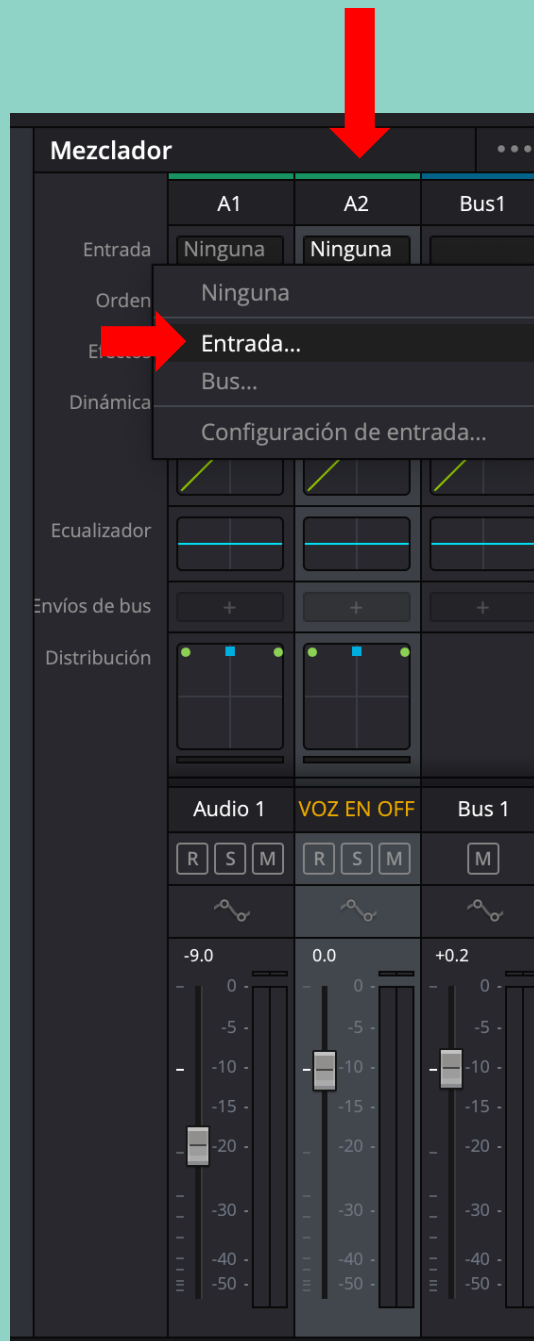 Mezclador
A1 A2 Bus1
Entrada Ninguna Ninguna
Orden Ninguna
Entrada...
Bus...
Dinámica
Configuración de entrada...
Ecualizador
Envíos de bus + + +
Distribución
Audio 1 VOZ EN OFF Bus 1
R S M R S M M
-9.0 0.0 +0.2
0 0 0
-5 -5 -5
-10 -10 -10
-15 -15 -15
-20 -20 -20
-30 -30 -30
-40 -40 -40
-50 -50 -50